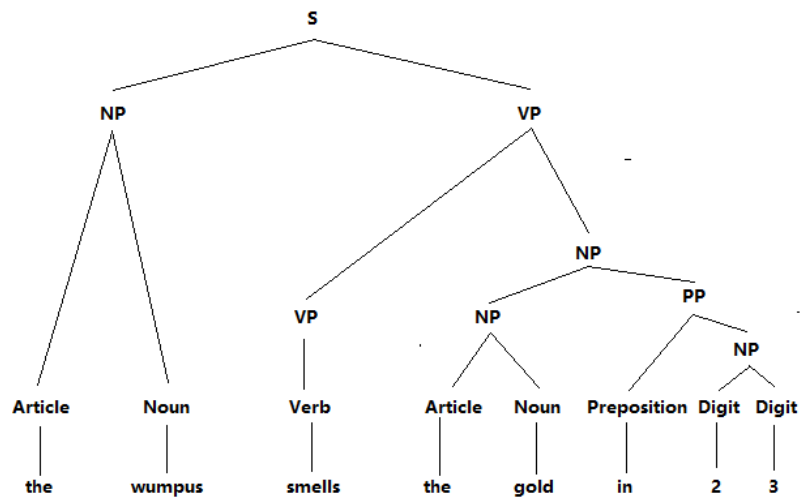 S
NP VP
NP
PP
VP NP
NP
Article Noun Verb Article Noun Preposition Digit Digit
the wumpus smells the gold in 2 3